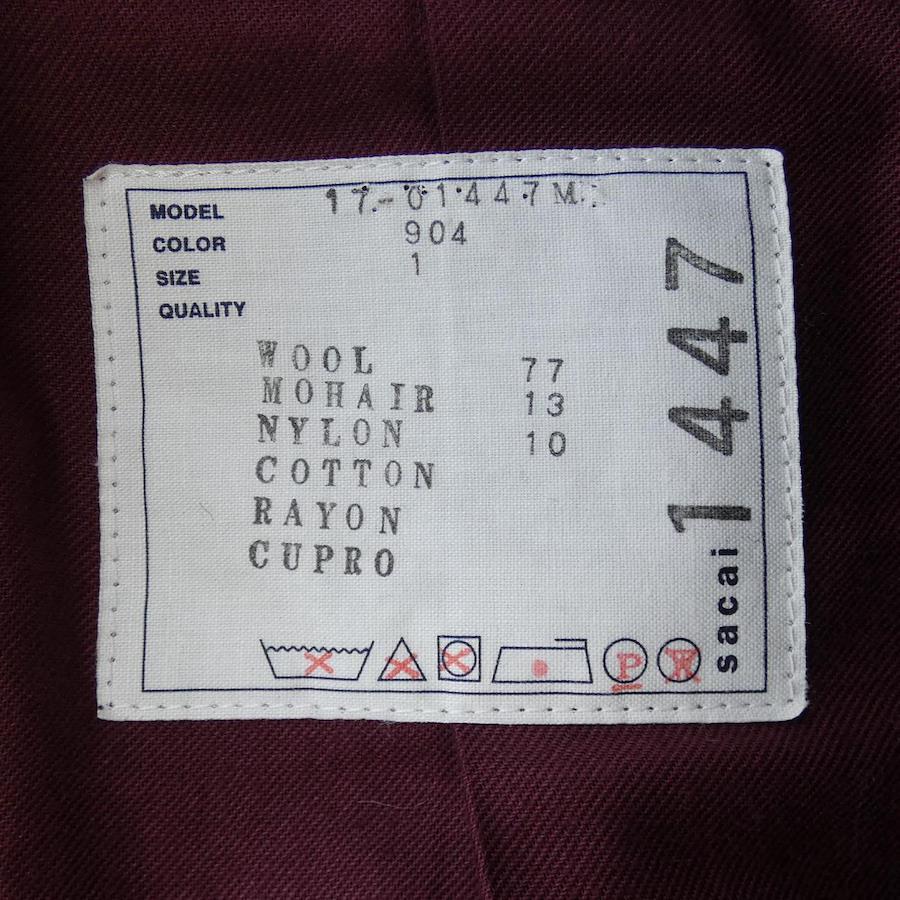 MODEL 17-01447M
COLOR 904
SIZE 1
QUALITY
WOOL 77
MOHAIR 13
NYLON 10
COTTON
RAYON
CUPRO
P W
sacai 1447